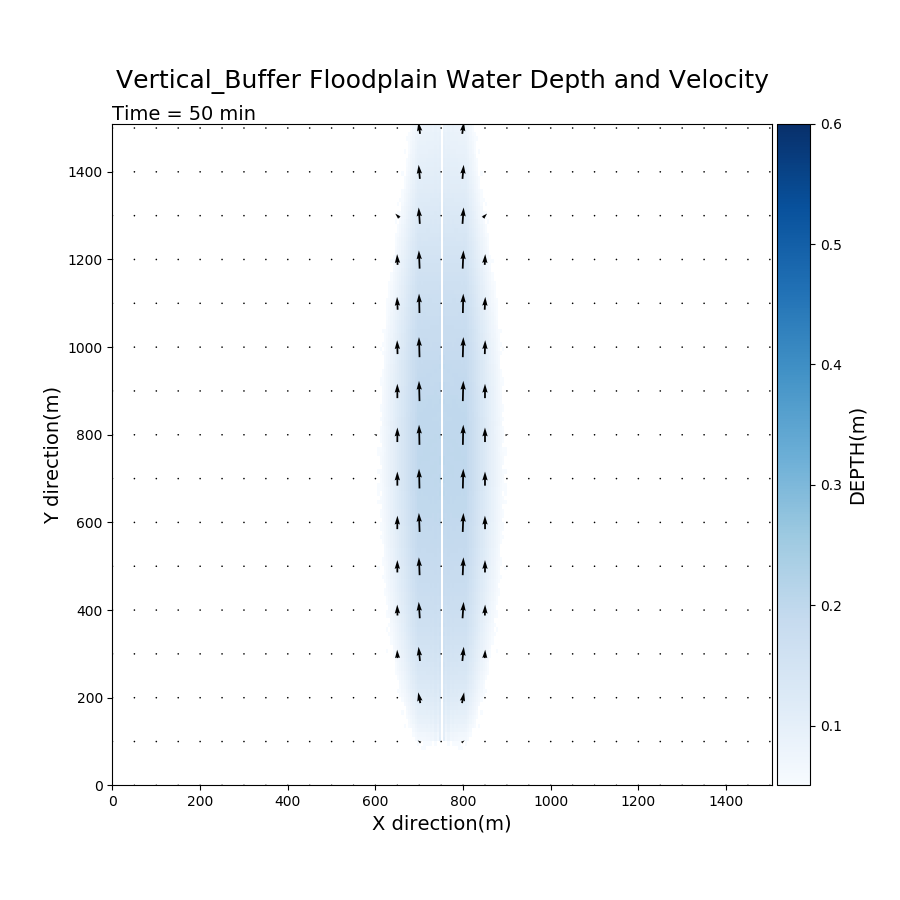 Vertical_Buffer Floodplain Water Depth and Velocity
Time = 50 min
1400
1200
1000
800
600
400
200
0
Y direction(m)
0 200 400 600 800 1000 1200 1400
X direction(m)
0.6
0.5
0.4
0.3
0.2
0.1
DEPTH(m)